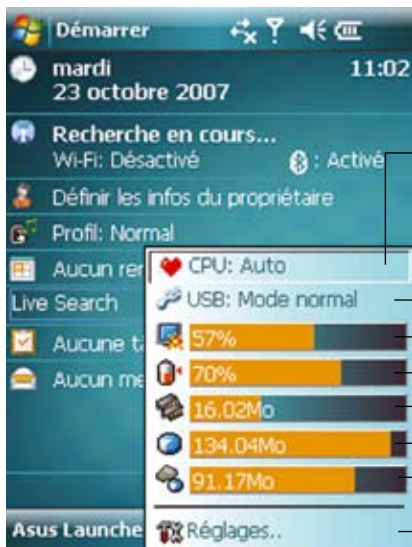 Démarrer
mardi 11:02
23 octobre 2007
Recherche en cours...
Wi-Fi: Désactivé : Activé
Définir les infos du propriétaire
Profil: Normal
Aucun rer
CPU: Auto
USB: Mode normal
Live Search
57%
Aucune t
70%
Aucun me
16.02Mo
134.04Mo
91.17Mo
Asus Launche
Réglages..